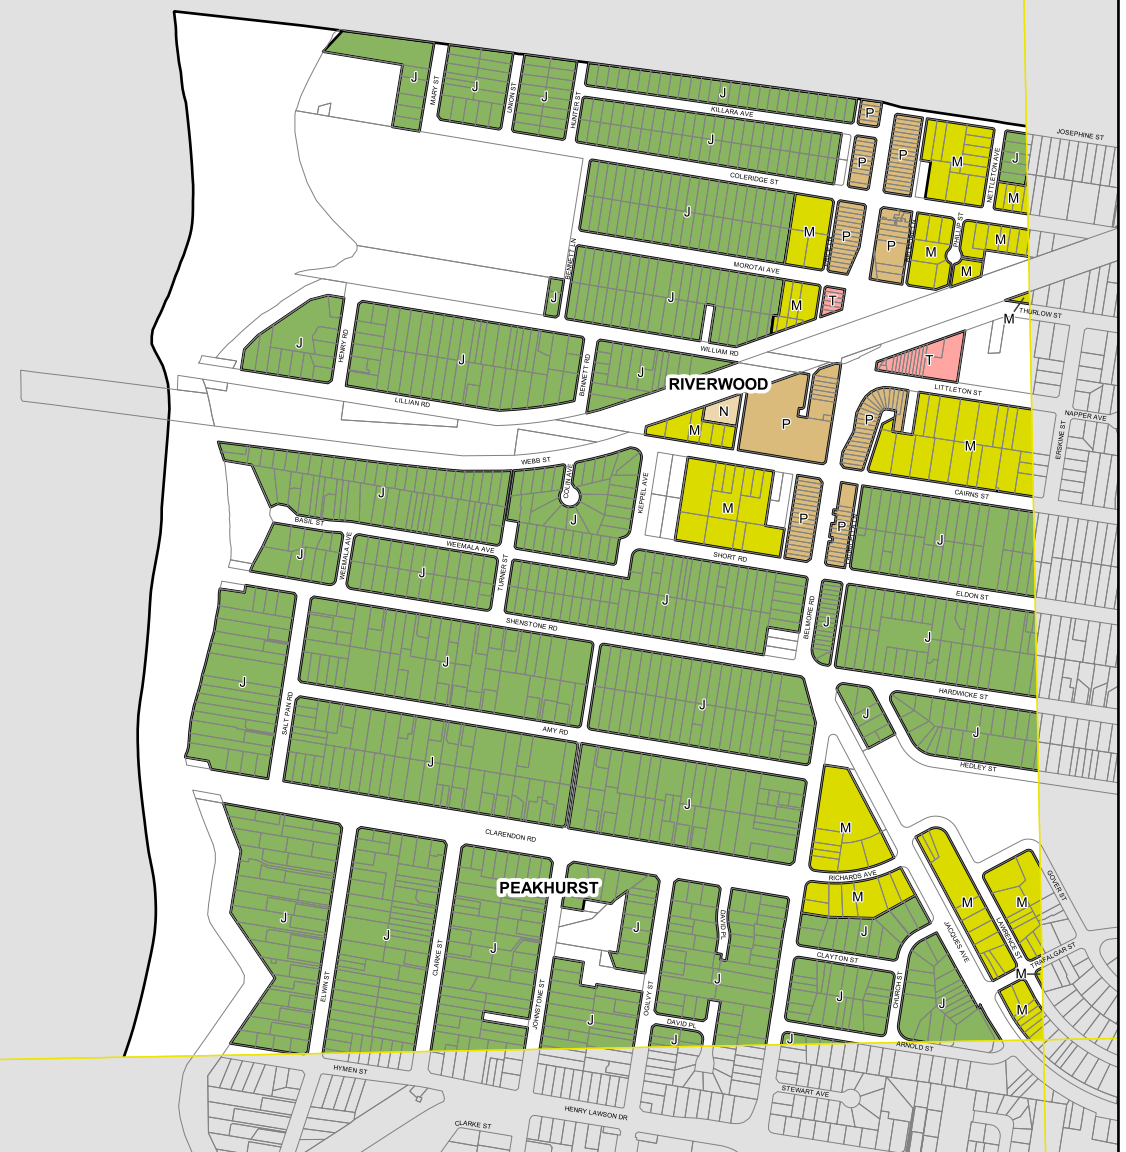 J
MARY ST
J
UNION ST
J
HUNTER ST
J
KILLARA AVE
P
J
P
P
M
NETTLETON AVE
J
JOSEPHINE ST
COLERIDGE ST
M
J
M
P
P
M
PHILLIP ST
M
M
BENNETT LN
MOROTAI AVE
J
J
M
T
M
THURLOW ST
J
HENRY RD
J
BENNETT RD
J
WILLIAM RD
T
RIVERWOOD
LITTLETON ST
NAPPER AVE
LILLIAN RD
N
M
P
P
M
ERSKINE ST
WEBB ST
COLIN AVE
KEPPEL AVE
CAIRNS ST
J
J
M
P
P
BASIL ST
WEEMALA AVE
WEEMALA AVE
J
J
TURNER ST
SHORT RD
J
J
ELDON ST
SHENSTONE RD
BELMORE RD
J
J
J
J
J
SALT PAN RD
HARDWICKE ST
J
J
AMY RD
HEDLEY ST
J
J
CLARENDON RD
M
RICHARDS AVE
PEAKHURST
M
M
M
GOVER ST
J
J
J
J
J
DAVID PL
J
CLAYTON ST
JACQUES AVE
LAWRENCE ST
TRAFALGAR ST
M
ELWIN ST
CLARKE ST
JOHNSTONE ST
OGILVY ST
J
J
CHURCH ST
J
M
J
DAVID PL
J
J
ARNOLD ST
HYMEN ST
STEWART AVE
HENRY LAWSON DR
CLARKE ST